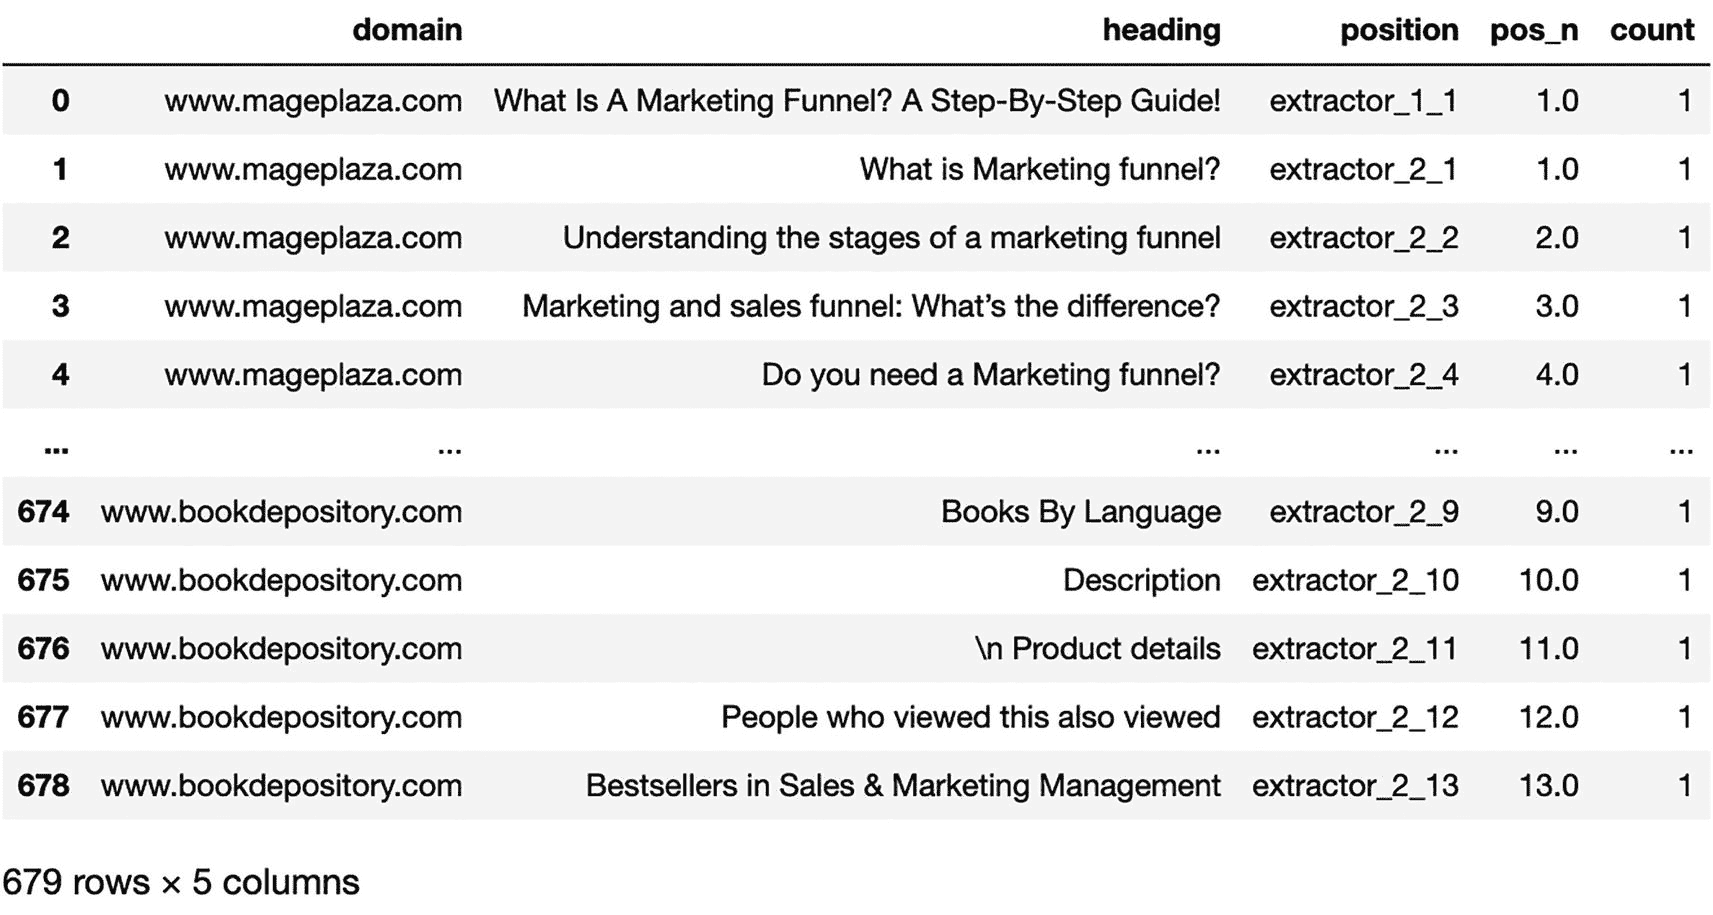 domain heading position pos_n count
0 www.mageplaza.com What Is A Marketing Funnel? A Step-By-Step Guide! extractor_1_1 1.0 1
1 www.mageplaza.com What is Marketing funnel? extractor_2_1 1.0 1
2 www.mageplaza.com Understanding the stages of a marketing funnel extractor_2_2 2.0 1
3 www.mageplaza.com Marketing and sales funnel: What’s the difference? extractor_2_3 3.0 1
4 www.mageplaza.com Do you need a Marketing funnel? extractor_2_4 4.0 1
... ... ... ... ... ...
674 www.bookdepository.com Books By Language extractor_2_9 9.0 1
675 www.bookdepository.com Description extractor_2_10 10.0 1
676 www.bookdepository.com \n Product details extractor_2_11 11.0 1
677 www.bookdepository.com People who viewed this also viewed extractor_2_12 12.0 1
678 www.bookdepository.com Bestsellers in Sales & Marketing Management extractor_2_13 13.0 1
679 rows × 5 columns